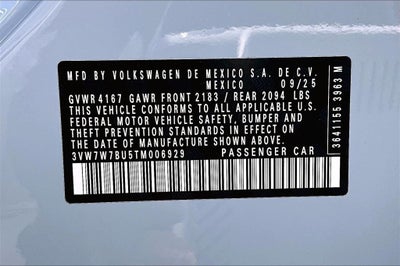 MFD BY VOLKSWAGEN DE MEXICO S.A. DE C.V.
MEXICO 09/25
GVWR 4167 GAWR FRONT 2183 / REAR 2094 LBS
THIS VEHICLE CONFORMS TO ALL APPLICABLE U.S.
FEDERAL MOTOR VEHICLE SAFETY, BUMPER AND
THEFT PREVENTION STANDARDS IN EFFECT ON
THE DATE OF MANUFACTURE SHOWN ABOVE.
3VW7W7BU5TM006929 PASSENGER CAR
3641155 3963 M